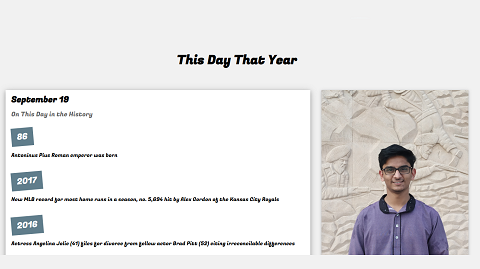 This Day That Year
September 19
On This Day in the History
86
Antoninus Pius Roman emperor was born
2017
New MLB record for most home runs in a season, no. 5,694 hit by Alex Gordon of the Kansas City Royals
2016
Actress Angelina Jolie (41) files for divorce from fellow actor Brad Pitt (52) citing irreconcilable differences